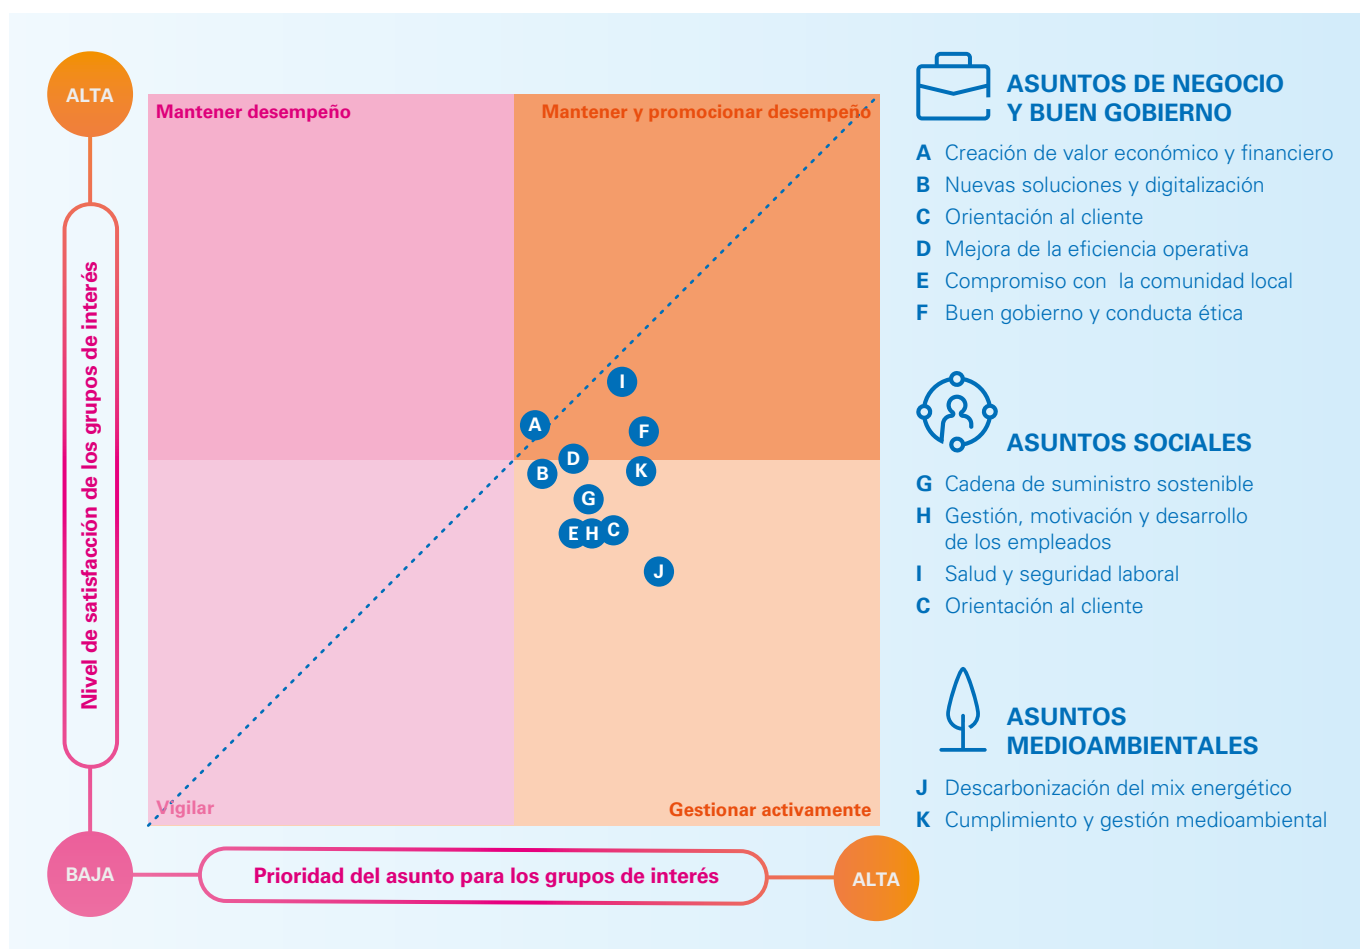 ALTA
Nivel de satisfacción de los grupos de interés
BAJA
Mantener desempeño
Mantener y promocionar desempeño
I
A
F
D
B
K
G
E
H
C
J
Vigilar
Gestionar activamente
Prioridad del asunto para los grupos de interés
ALTA
ASUNTOS DE NEGOCIO
Y BUEN GOBIERNO
A Creación de valor económico y financiero
B Nuevas soluciones y digitalización
C Orientación al cliente
D Mejora de la eficiencia operativa
E Compromiso con la comunidad local
F Buen gobierno y conducta ética
ASUNTOS SOCIALES
G Cadena de suministro sostenible
H Gestión, motivación y desarrollo
de los empleados
I Salud y seguridad laboral
C Orientación al cliente
ASUNTOS
MEDIOAMBIENTALES
J Descarbonización del mix energético
K Cumplimiento y gestión medioambiental